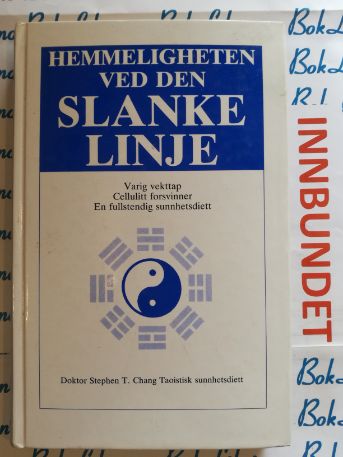 HEMMELIGHETEN
VED DEN
SLANKE
LINJE
Varig vekttap
Cellulitt forsvinner
En fullstendig sunnhetsdiett
Doktor Stephen T. Chang Taoistisk sunnhetsdiett
INNBUNDET